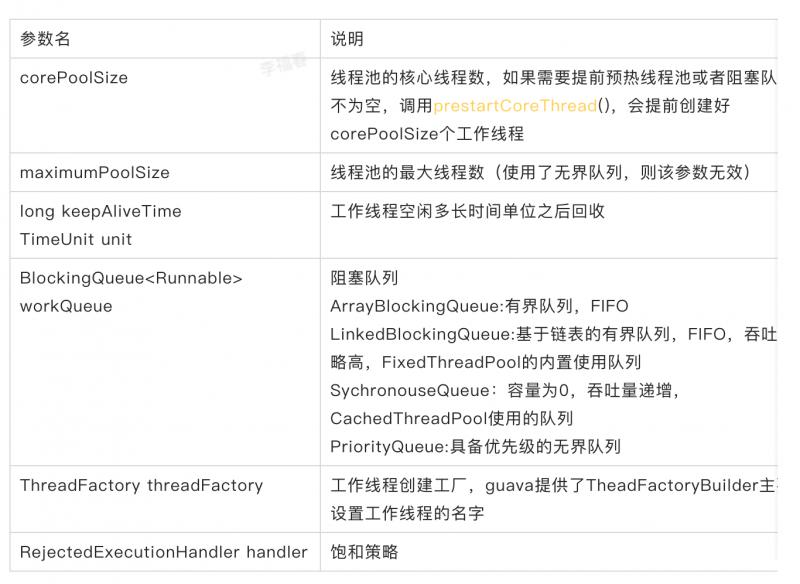 参数名 说明
李福春
corePoolSize 线程池的核心线程数，如果需要提前预热线程池或者阻塞队
不为空，调用prestartCoreThread()，会提前创建好
corePoolSize个工作线程
maximumPoolSize 线程池的最大线程数（使用了无界队列，则该参数无效）
long keepAliveTime 工作线程空闲多长时间单位之后回收
TimeUnit unit
BlockingQueue<Runnable> 阻塞队列
workQueue ArrayBlockingQueue:有界队列，FIFO
LinkedBlockingQueue:基于链表的有界队列，FIFO，吞吐
略高，FixedThreadPool的内置使用队列
SychronouseQueue：容量为0，吞吐量递增，
CachedThreadPool使用的队列
PriorityQueue:具备优先级的无界队列
ThreadFactory threadFactory 工作线程创建工厂，guava提供了TheadFactoryBuilder主
设置工作线程的名字
RejectedExecutionHandler handler 饱和策略